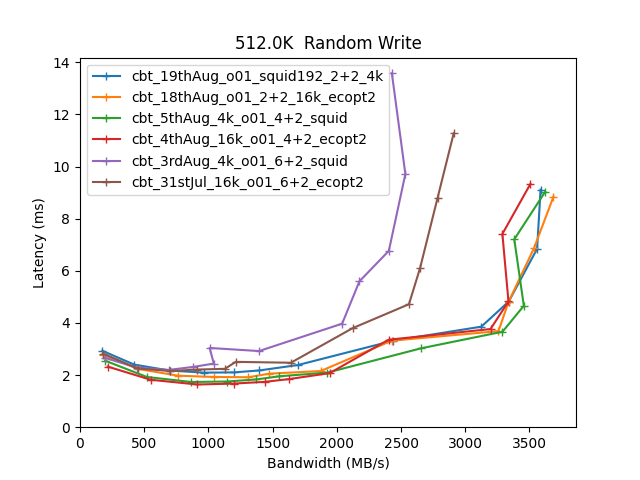 512.0K  Random Write
14
12
10
8
6
4
2
0
Latency (ms)
cbt_19thAug_o01_squid192_2+2_4k
cbt_18thAug_o01_2+2_16k_ecopt2
cbt_5thAug_4k_o01_4+2_squid
cbt_4thAug_16k_o01_4+2_ecopt2
cbt_3rdAug_4k_o01_6+2_squid
cbt_31stJul_16k_o01_6+2_ecopt2
0 500 1000 1500 2000 2500 3000 3500
Bandwidth (MB/s)